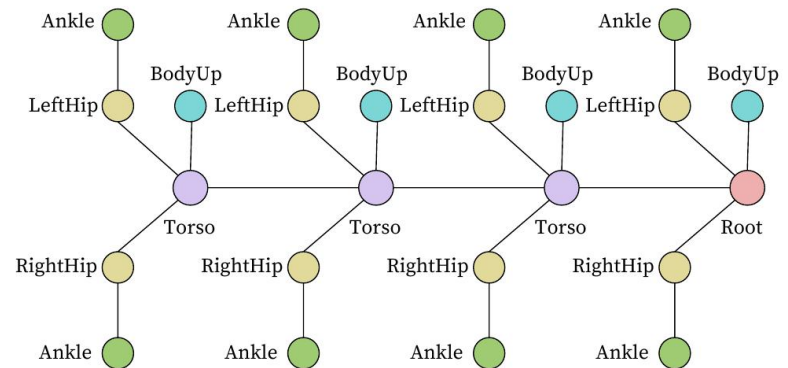 Ankle Ankle Ankle Ankle
BodyUp BodyUp BodyUp BodyUp
LeftHip LeftHip LeftHip LeftHip
Torso Torso Torso Root
RightHip RightHip RightHip RightHip
Ankle Ankle Ankle Ankle